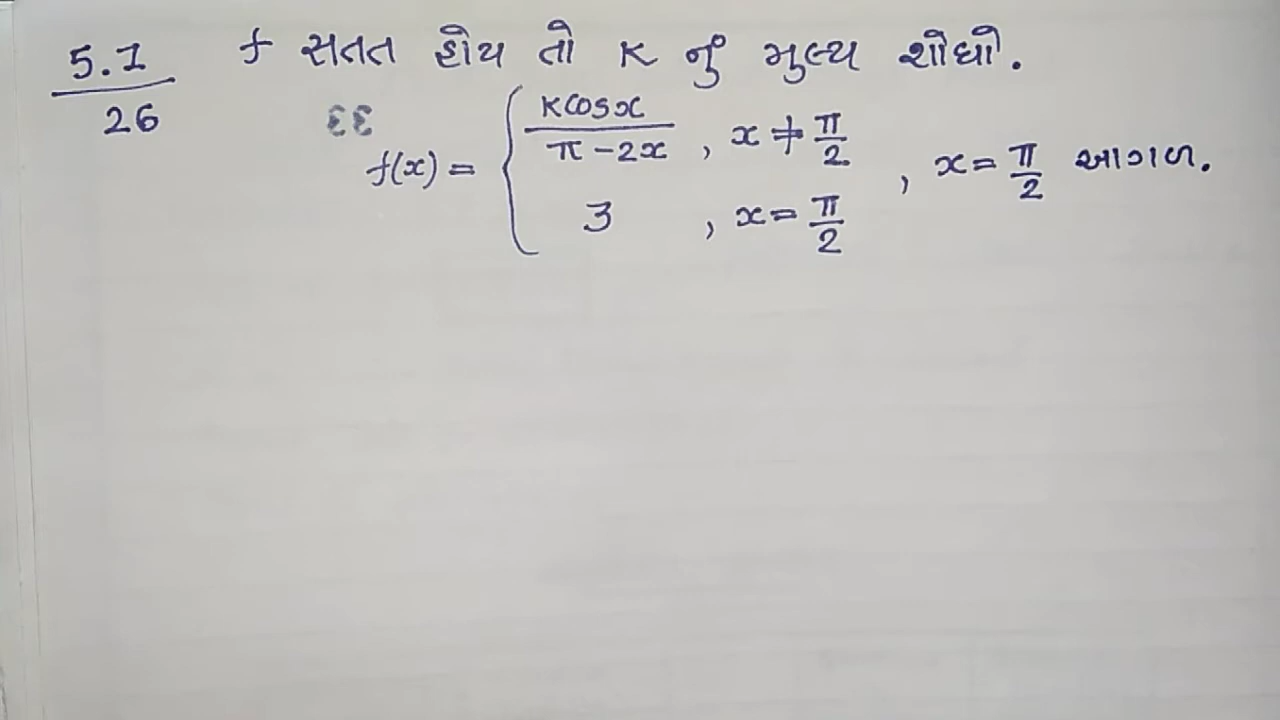 5.1 f સતત હોય તો K નું મુલ્ય શોધો.
26
f(x) = { Kcosx / π-2x , x ≠ π/2
3 , x = π/2 , x = π/2 આગળ.